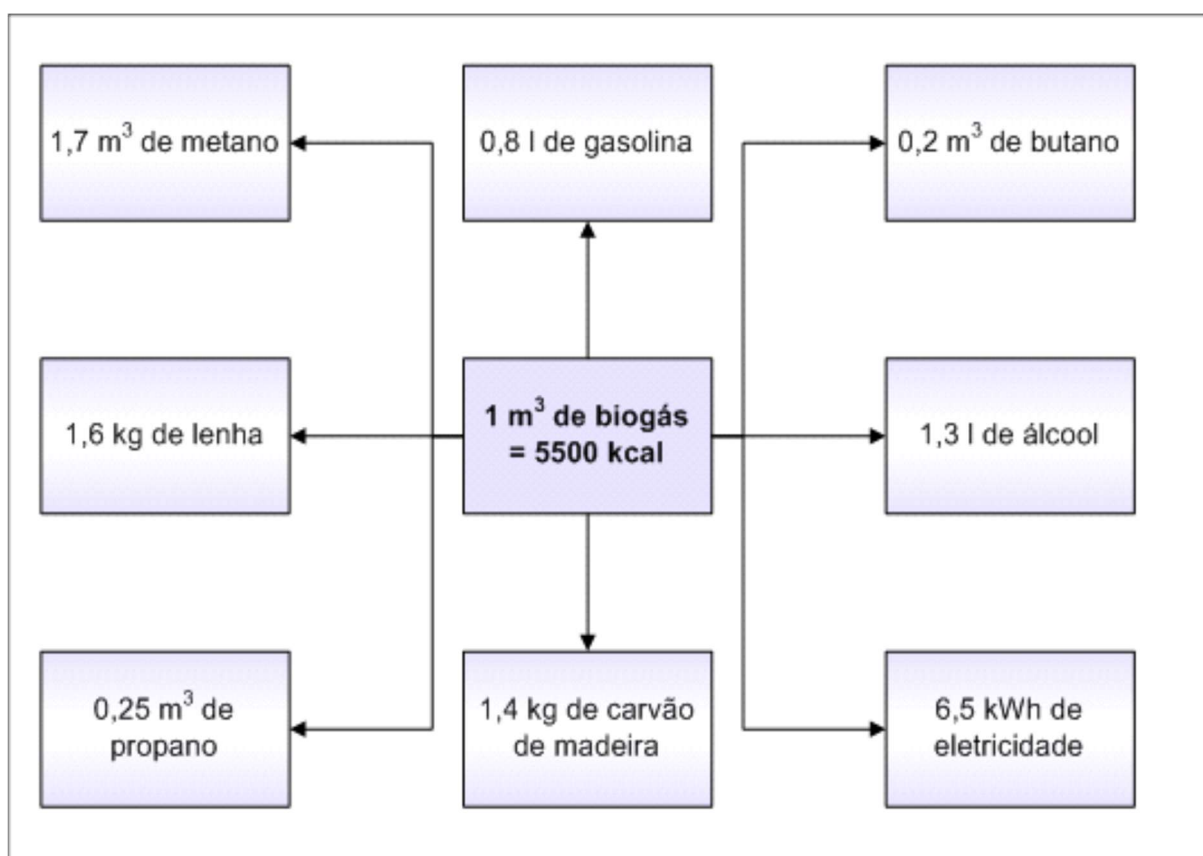 1,7 m³ de metano
0,8 l de gasolina
0,2 m³ de butano
1,6 kg de lenha
1 m³ de biogás
= 5500 kcal
1,3 l de álcool
0,25 m³ de
propano
1,4 kg de carvão
de madeira
6,5 kWh de
eletricidade